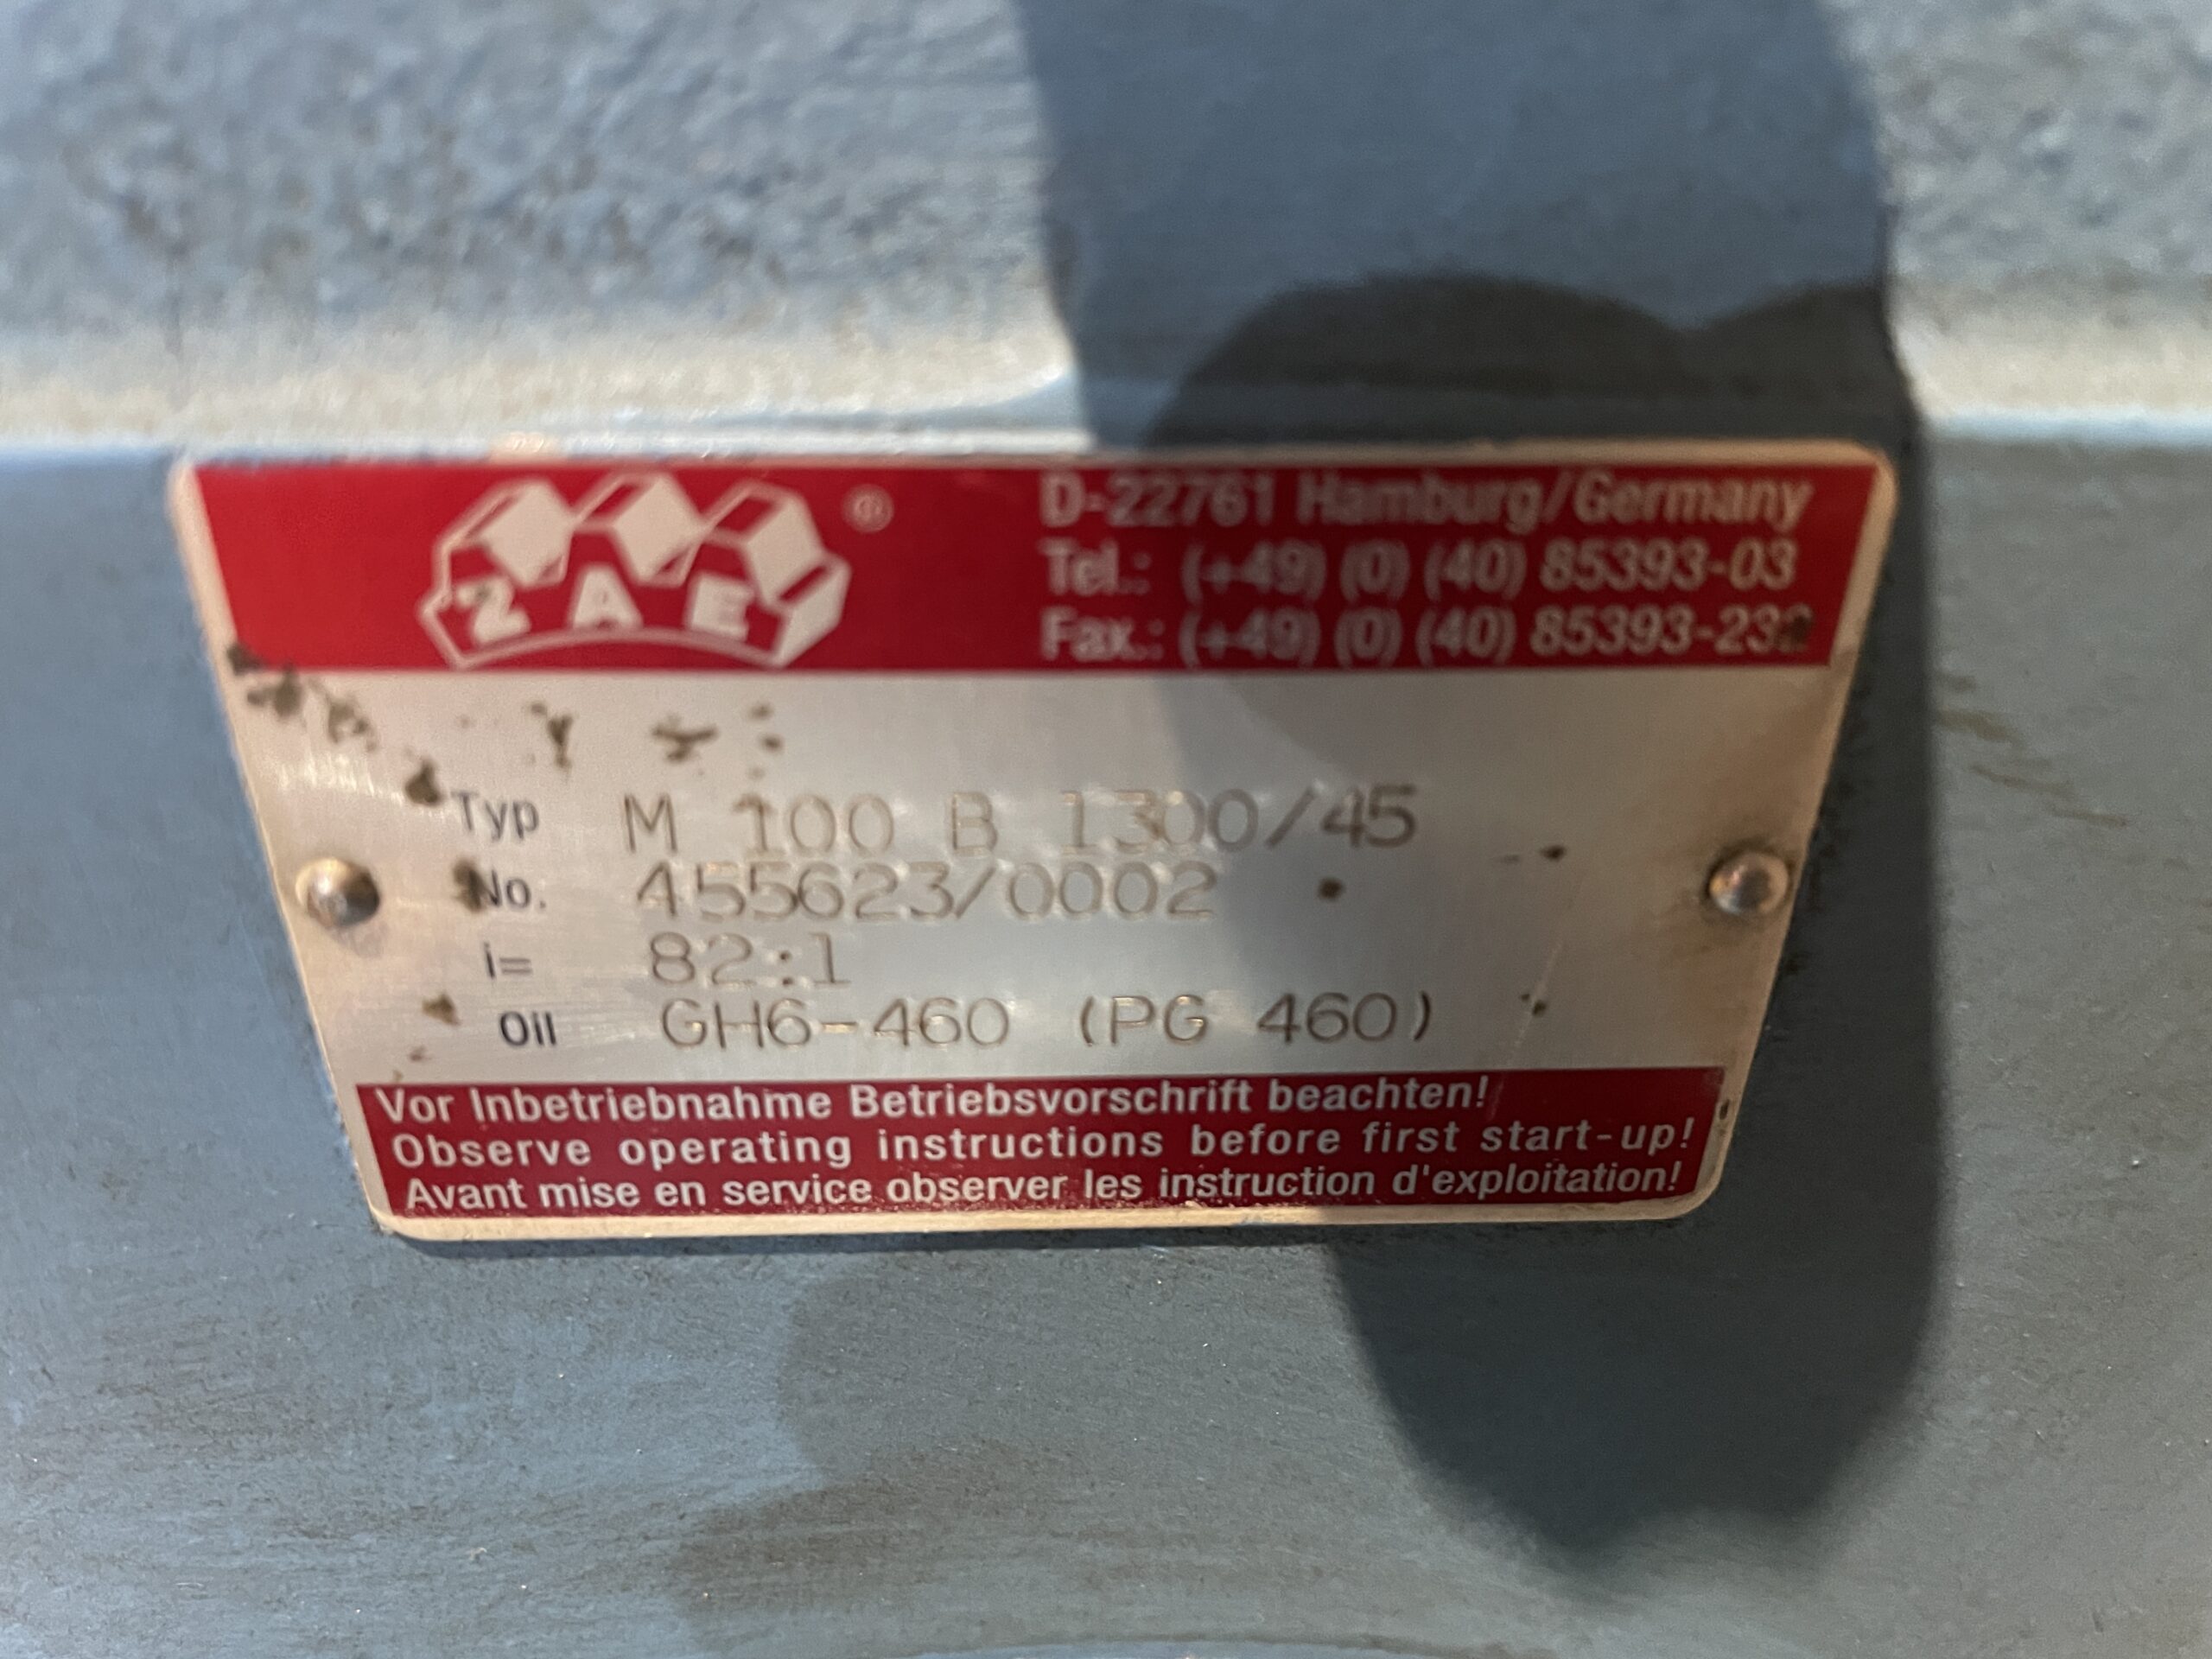 ZAE ®
D-22761 Hamburg/Germany
Tel.: (+49) (0) (40) 85393-03
Fax.: (+49) (0) (40) 85393-232
Typ M 100 B 1300/45
No. 455623/0002
i= 82:1
Oil GH6-460 (PG 460)
Vor Inbetriebnahme Betriebsvorschrift beachten!
Observe operating instructions before first start-up!
Avant mise en service observer les instruction d'exploitation!